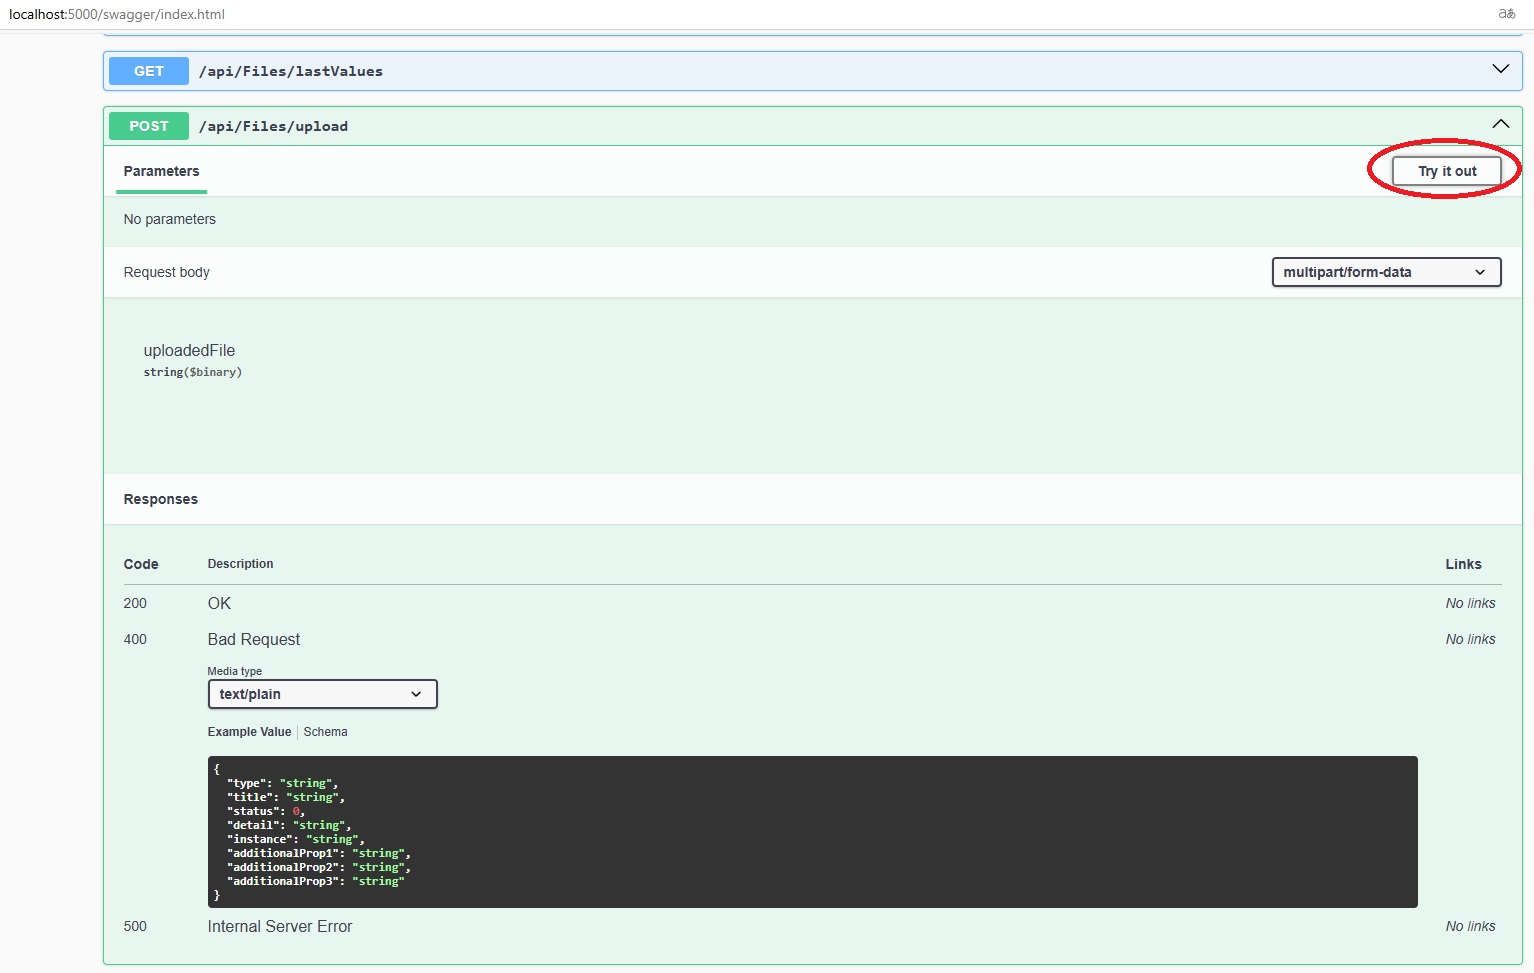 localhost:5000/swagger/index.html
aあ
GET /api/Files/lastValues
POST /api/Files/upload
Parameters
Try it out
No parameters
Request body
multipart/form-data
uploadedFile
string($binary)
Responses
Code Description Links
200 OK No links
400 Bad Request No links
Media type
text/plain
Example Value Schema
{
  "type": "string",
  "title": "string",
  "status": 0,
  "detail": "string",
  "instance": "string",
  "additionalProp1": "string",
  "additionalProp2": "string",
  "additionalProp3": "string"
}
500 Internal Server Error No links